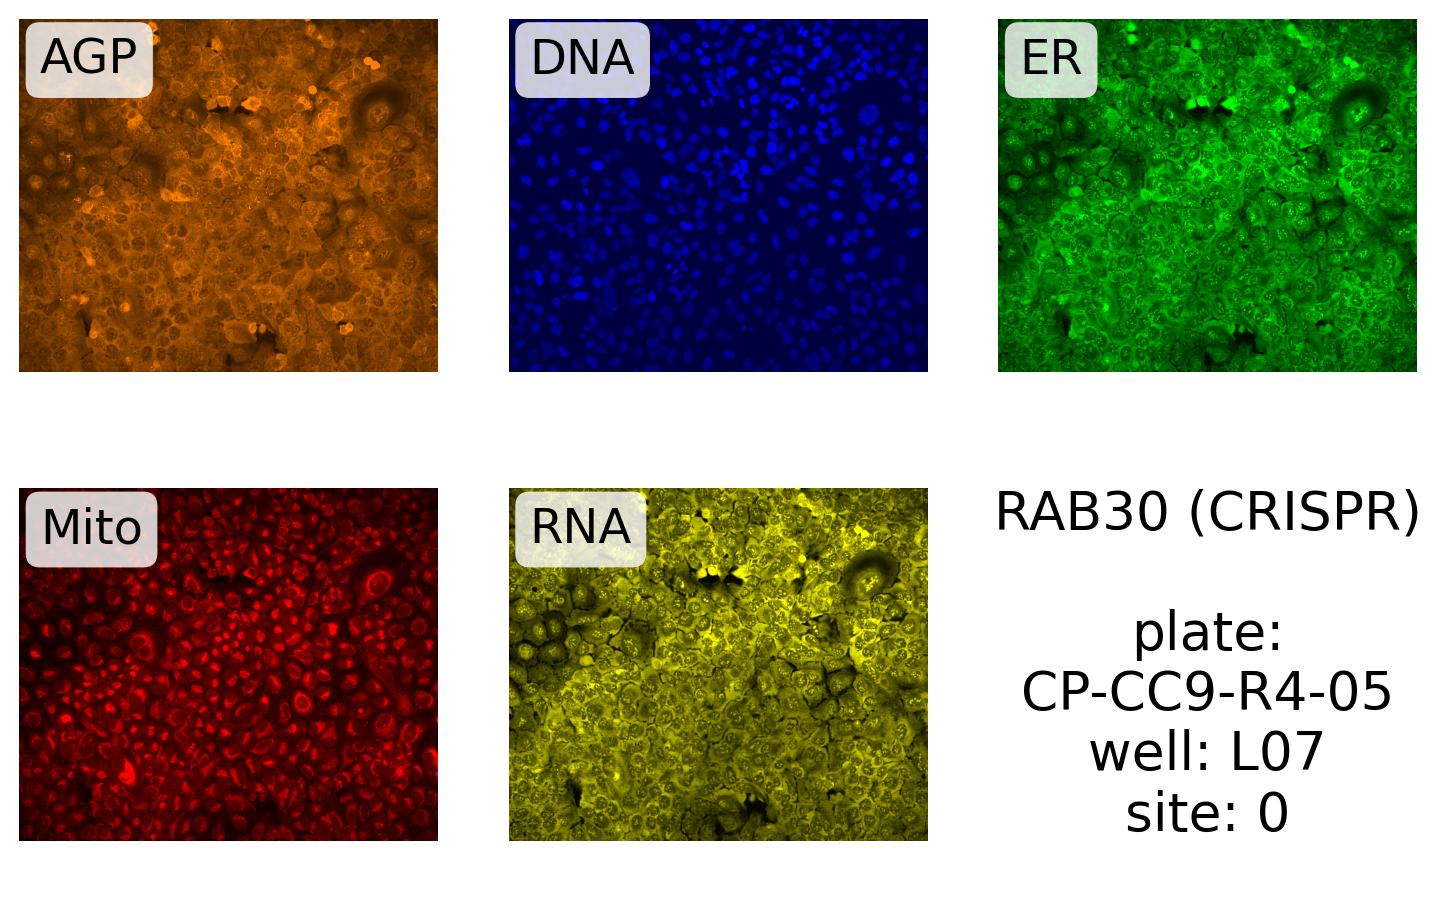 AGP
DNA
ER
Mito
RNA
RAB30 (CRISPR)
plate:
CP-CC9-R4-05
well: L07
site: 0